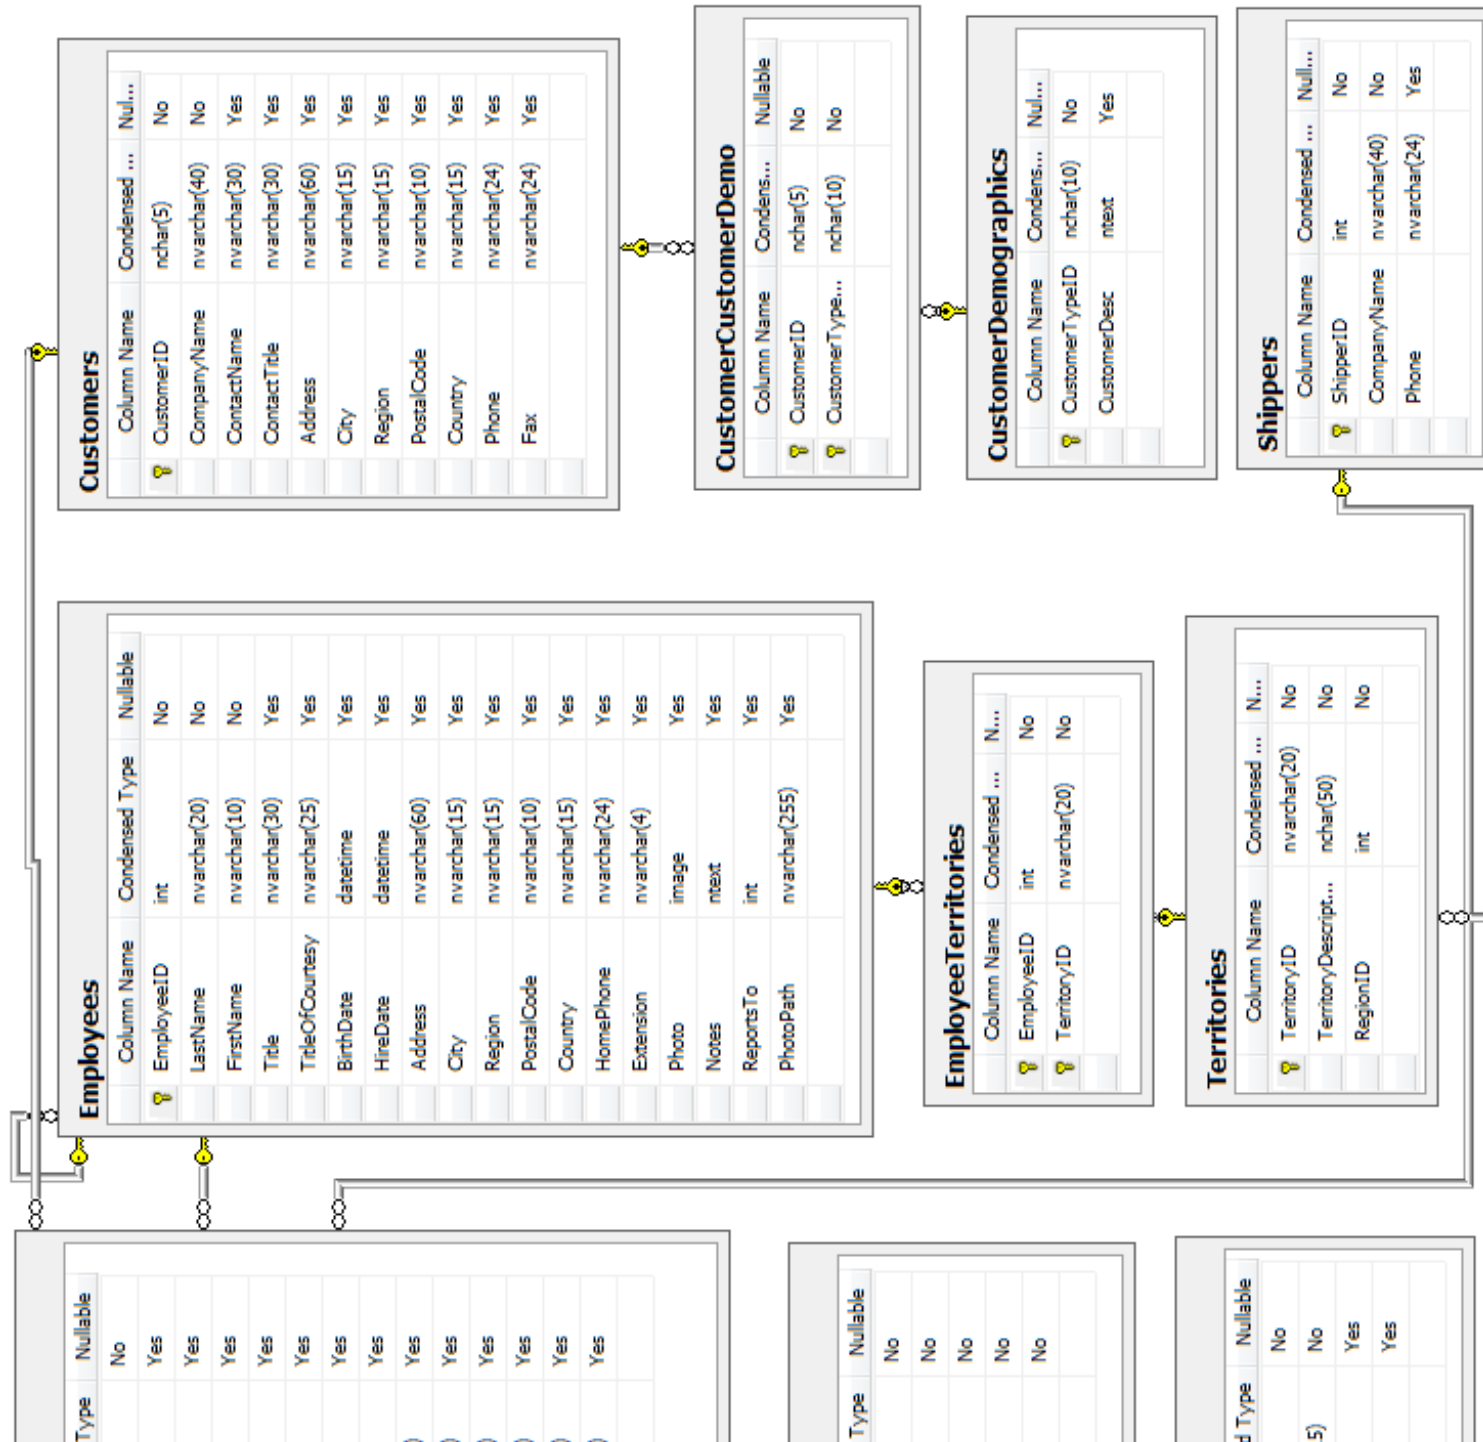 Type Nullable
No
Yes
Yes
Yes
Yes
Yes
Yes
Yes
) Yes
) Yes
) Yes
) Yes
) Yes
) Yes
Type Nullable
No
No
No
No
No
d Type Nullable
No
5) No
Yes
Yes
Employees
Column Name Condensed Type Nullable
EmployeeID int No
LastName nvarchar(20) No
FirstName nvarchar(10) No
Title nvarchar(30) Yes
TitleOfCourtesy nvarchar(25) Yes
BirthDate datetime Yes
HireDate datetime Yes
Address nvarchar(60) Yes
City nvarchar(15) Yes
Region nvarchar(15) Yes
PostalCode nvarchar(10) Yes
Country nvarchar(15) Yes
HomePhone nvarchar(24) Yes
Extension nvarchar(4) Yes
Photo image Yes
Notes ntext Yes
ReportsTo int Yes
PhotoPath nvarchar(255) Yes
EmployeeTerritories
Column Name Condensed ... N...
EmployeeID int No
TerritoryID nvarchar(20) No
Territories
Column Name Condensed ... N...
TerritoryID nvarchar(20) No
TerritoryDescript... nchar(50) No
RegionID int No
Customers
Column Name Condensed ... Nul...
CustomerID nchar(5) No
CompanyName nvarchar(40) No
ContactName nvarchar(30) Yes
ContactTitle nvarchar(30) Yes
Address nvarchar(60) Yes
City nvarchar(15) Yes
Region nvarchar(15) Yes
PostalCode nvarchar(10) Yes
Country nvarchar(15) Yes
Phone nvarchar(24) Yes
Fax nvarchar(24) Yes
CustomerCustomerDemo
Column Name Condens... Nullable
CustomerID nchar(5) No
CustomerType... nchar(10) No
CustomerDemographics
Column Name Condens... Nul...
CustomerTypeID nchar(10) No
CustomerDesc ntext Yes
Shippers
Column Name Condensed ... Null...
ShipperID int No
CompanyName nvarchar(40) No
Phone nvarchar(24) Yes